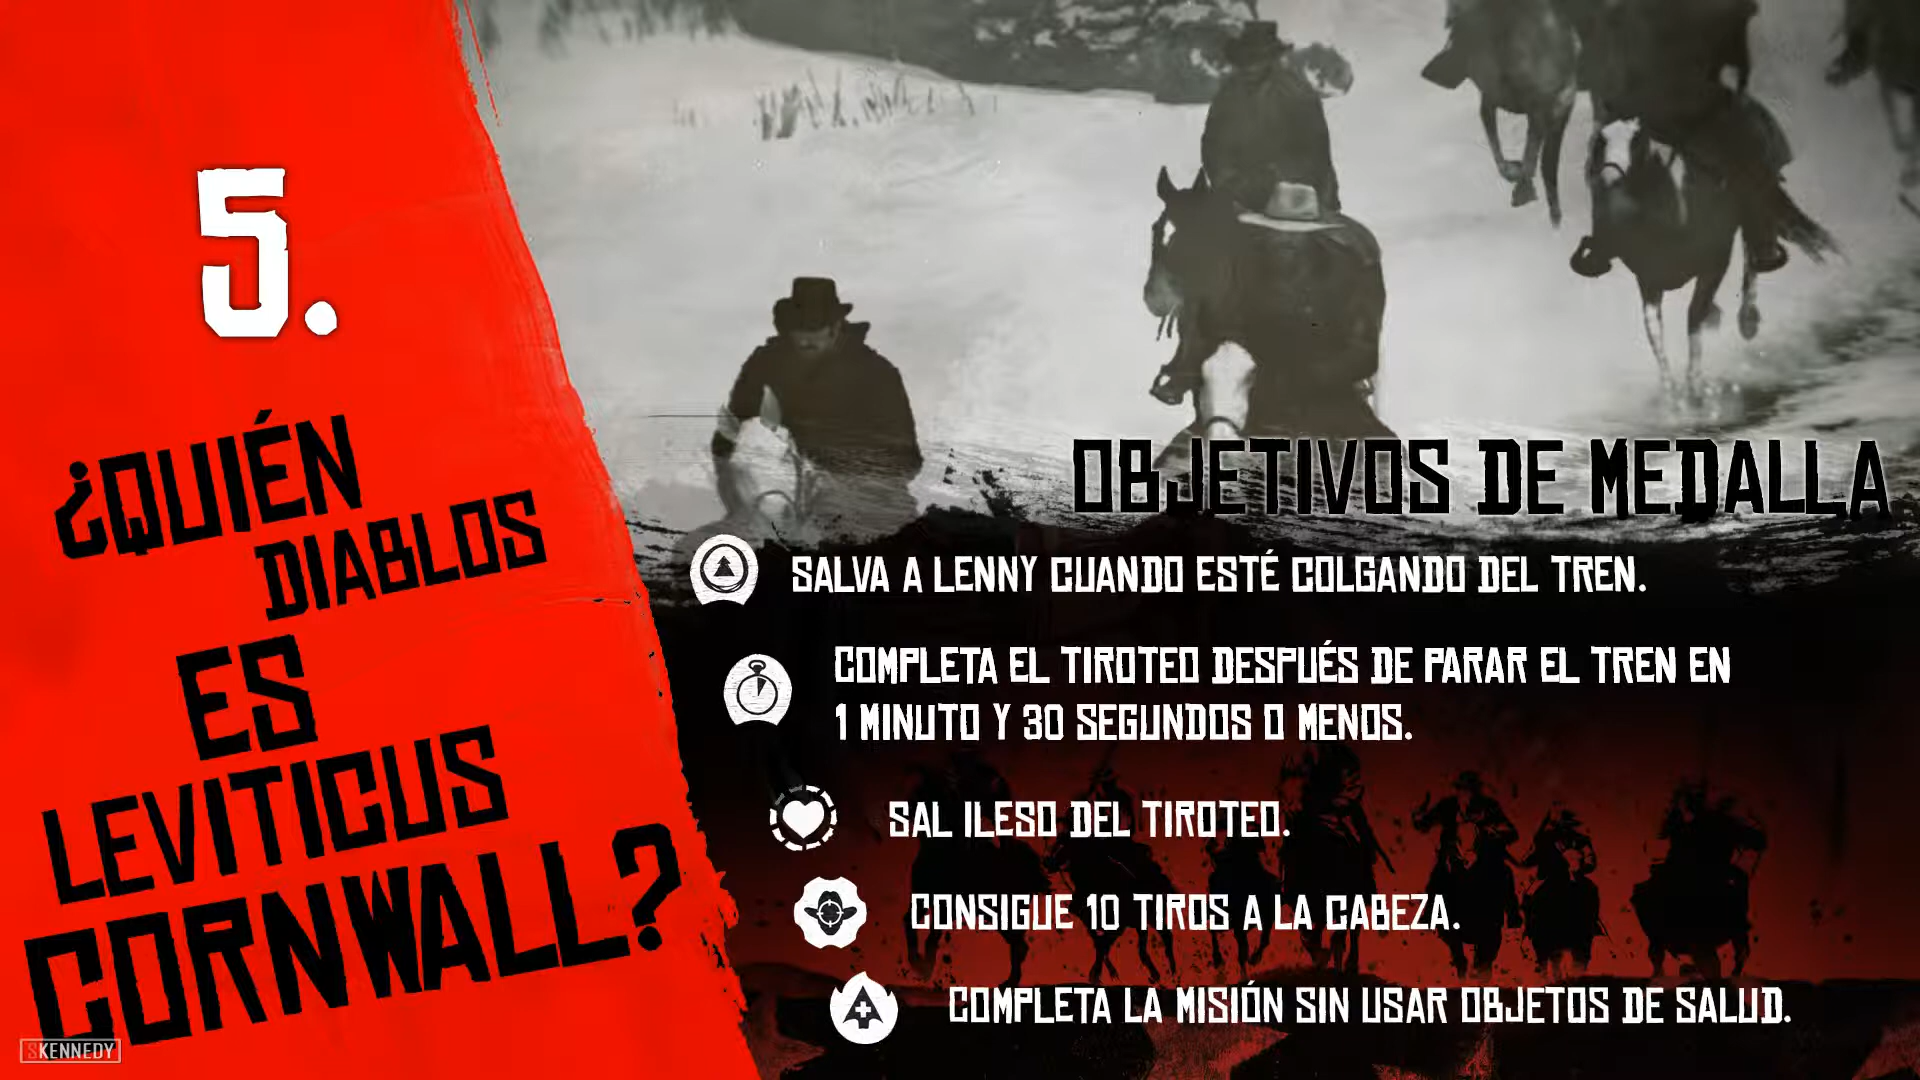 5.
¿QUIÉN
DIABLOS
ES
LEVITICUS
CORNWALL?
OBJETIVOS DE MEDALLA
SALVA A LENNY CUANDO ESTÉ COLGANDO DEL TREN.
COMPLETA EL TIROTEO DESPUÉS DE PARAR EL TREN EN
1 MINUTO Y 30 SEGUNDOS O MENOS.
SAL ILESO DEL TIROTEO.
CONSIGUE 10 TIROS A LA CABEZA.
COMPLETA LA MISIÓN SIN USAR OBJETOS DE SALUD.
SKENNEDY